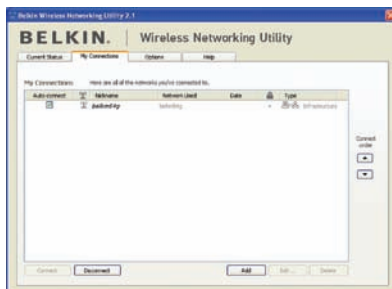 Belkin Wireless Networking Utility 2.1
BELKIN. Wireless Networking Utility
Current Status My Connections Options Help
My Connections Here are all of the networks you've connected to.
Auto-connect Nickname Network Used Date Type
Infrastructure
Connect order
Connect Disconnect Add Edit... Delete